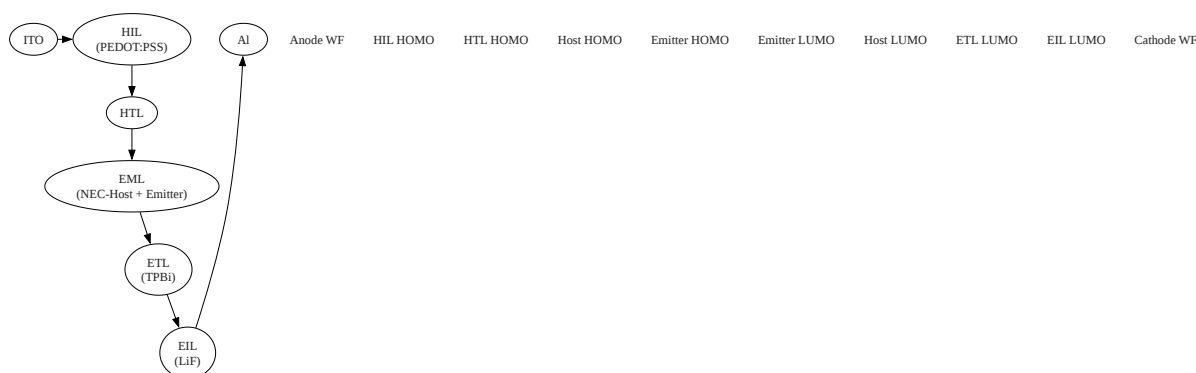 ITO
HIL
(PEDOT:PSS)
Al
Anode WF
HIL HOMO
HTL HOMO
Host HOMO
Emitter HOMO
Emitter LUMO
Host LUMO
ETL LUMO
EIL LUMO
Cathode WF
HTL
EML
(NEC-Host + Emitter)
ETL
(TPBi)
EIL
(LiF)